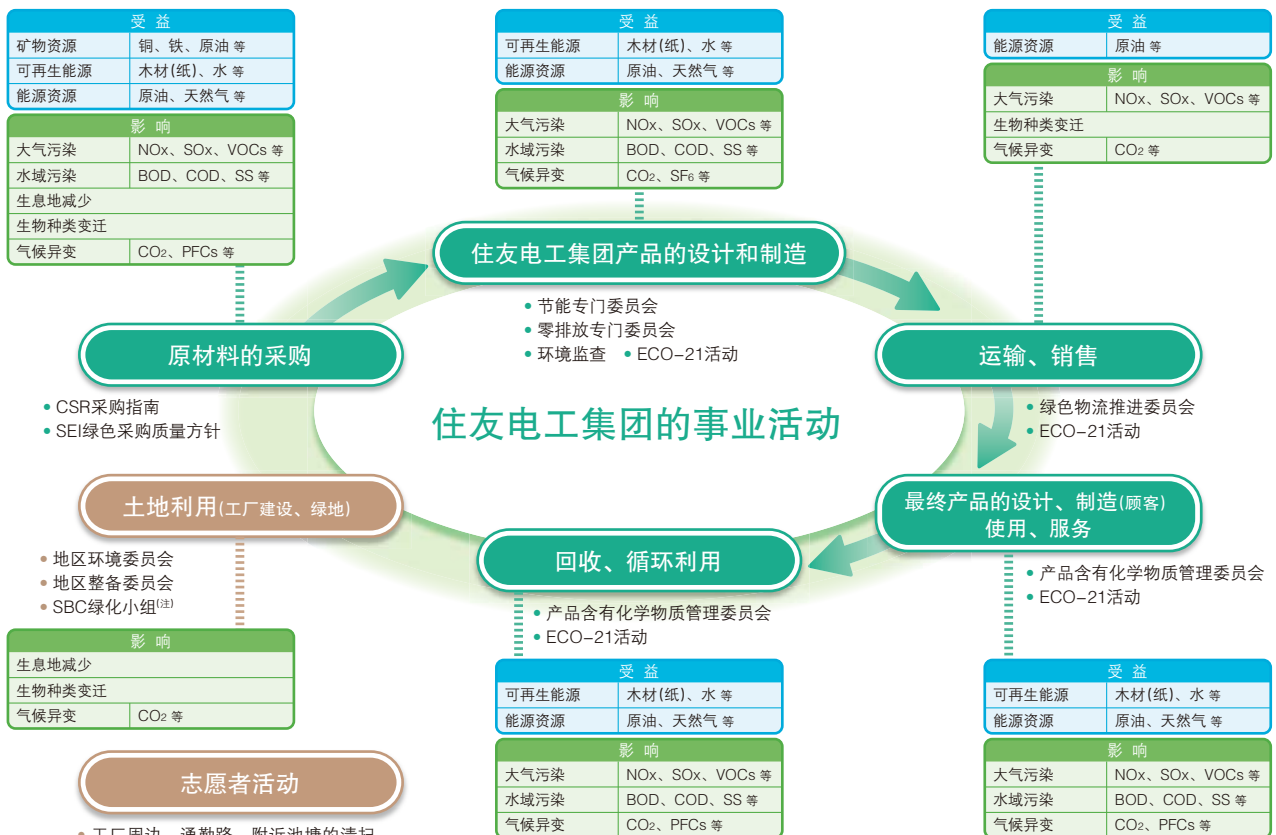 受益
矿物资源 铜、铁、原油 等
可再生能源 木材(纸)、水 等
能源资源 原油、天然气 等
影响
大气污染 NOx、SOx、VOCs 等
水域污染 BOD、COD、SS 等
生息地减少
生物种类变迁
气候异变 CO₂、PFCs 等
受益
可再生能源 木材(纸)、水 等
能源资源 原油、天然气 等
影响
大气污染 NOx、SOx、VOCs 等
水域污染 BOD、COD、SS 等
气候异变 CO₂、SF₆ 等
受益
能源资源 原油 等
影响
大气污染 NOx、SOx、VOCs 等
生物种类变迁
气候异变 CO₂ 等
住友电工集团产品的设计和制造
• 节能专门委员会
• 零排放专门委员会
• 环境监查 • ECO–21活动
原材料的采购
• CSR采购指南
• SEI绿色采购质量方针
运输、销售
• 绿色物流推进委员会
• ECO–21活动
住友电工集团的事业活动
土地利用(工厂建设、绿地)
• 地区环境委员会
• 地区整备委员会
• SBC绿化小组(注)
影响
生息地减少
生物种类变迁
气候异变 CO₂ 等
最终产品的设计、制造(顾客)
使用、服务
• 产品含有化学物质管理委员会
• ECO–21活动
回收、循环利用
• 产品含有化学物质管理委员会
• ECO–21活动
受益
可再生能源 木材(纸)、水 等
能源资源 原油、天然气 等
影响
大气污染 NOx、SOx、VOCs 等
水域污染 BOD、COD、SS 等
气候异变 CO₂、PFCs 等
受益
可再生能源 木材(纸)、水 等
能源资源 原油、天然气 等
影响
大气污染 NOx、SOx、VOCs 等
水域污染 BOD、COD、SS 等
气候异变 CO₂、PFCs 等
志愿者活动
• 工厂周边、通勤路、附近池塘的清扫